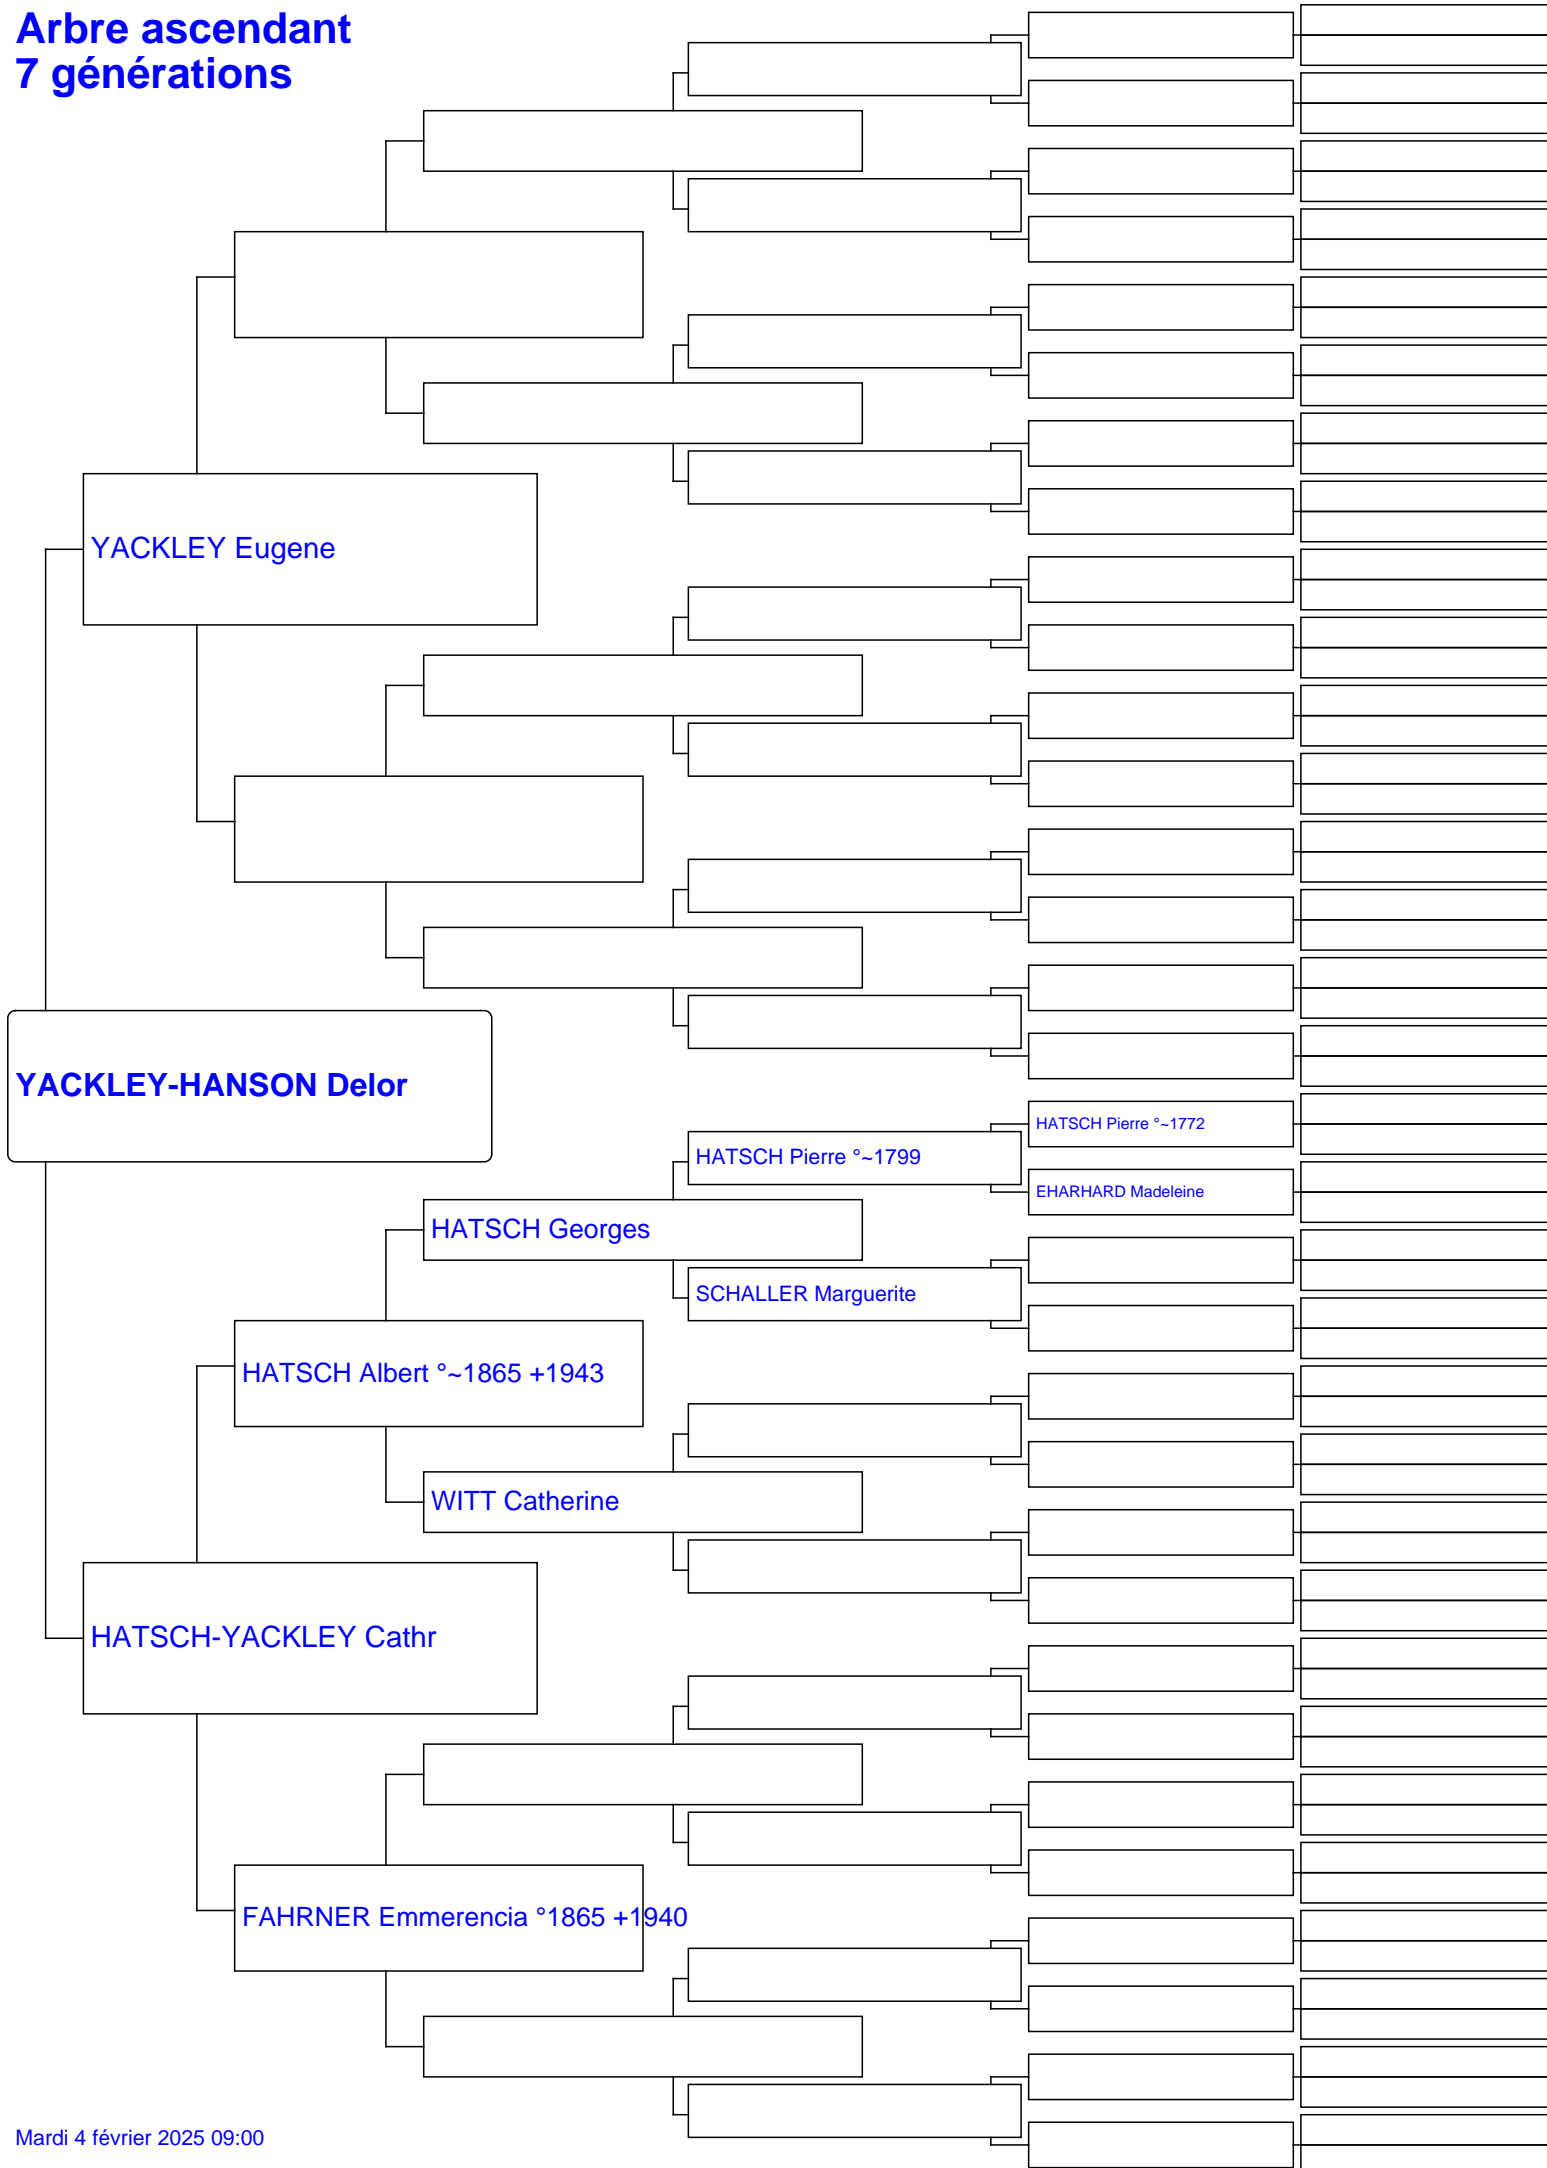 Arbre ascendant
7 générations
YACKLEY Eugene
YACKLEY-HANSON Delor
HATSCH Pierre °~1772
HATSCH Pierre °~1799
EHARHARD Madeleine
HATSCH Georges
SCHALLER Marguerite
HATSCH Albert °~1865 +1943
WITT Catherine
HATSCH-YACKLEY Cathr
FAHRNER Emmerencia °1865 +1940
Mardi 4 février 2025 09:00